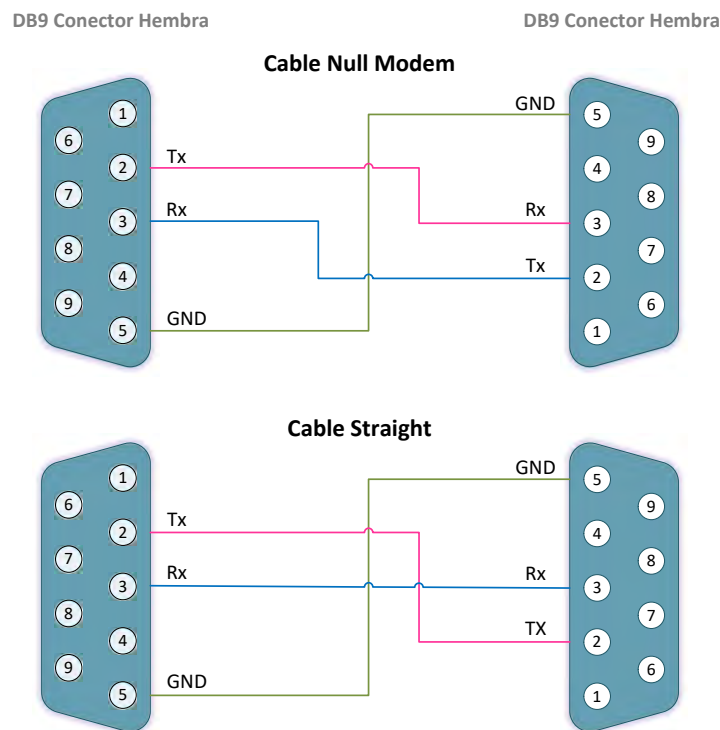 DB9 Conector Hembra DB9 Conector Hembra
Cable Null Modem
GND
1 5
6 9
Tx
2 4
7 8
Rx Rx
3 3
8 7
Tx
4 2
9 6
GND
5 1
Cable Straight
GND
1 5
6 9
Tx
2 4
7 8
Rx Rx
3 3
8 7
TX
4 2
9 6
GND
5 1